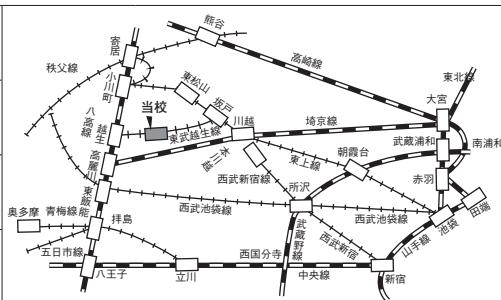 熊谷
寄居
秩父線
高崎線
東北線
小川町
東松山
坂戸
大宮
当校
川越
埼京線
八高線
越生
東武越生線
武蔵浦和
南浦和
本川越
朝霞台
東上線
高麗川
西武新宿線
赤羽
所沢
東飯能
西武池袋線
西武池袋線
池袋
田端
奥多摩
青梅線
拝島
武蔵野線
西武新宿
山手線
五日市線
西国分寺
八王子
立川
中央線
新宿